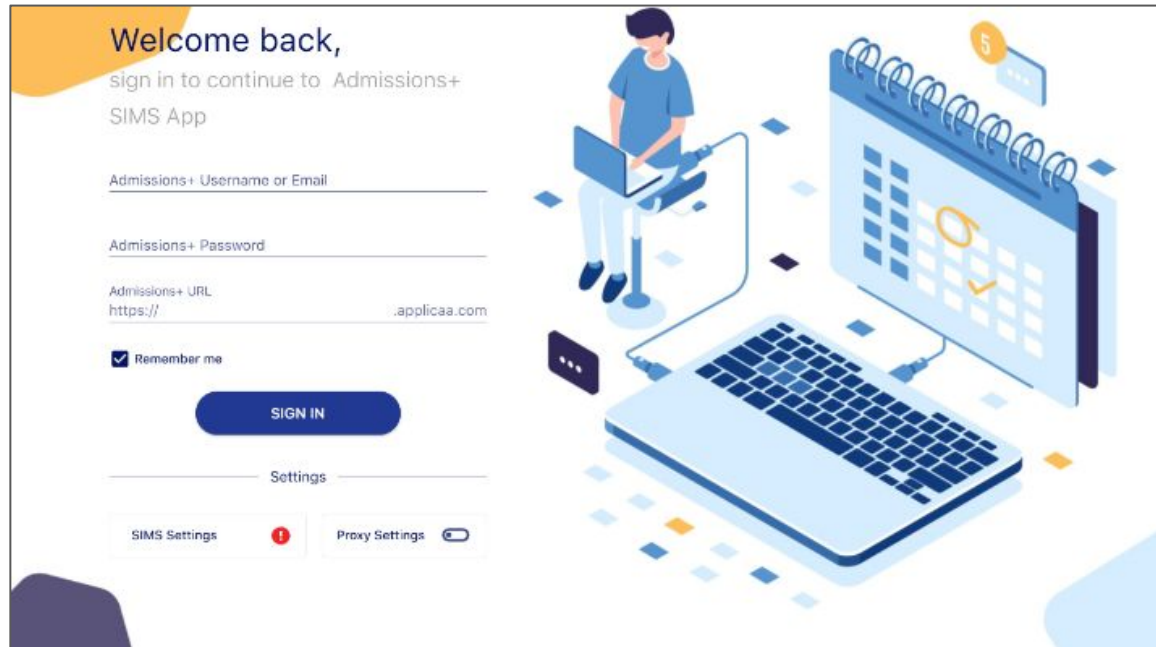 Welcome back,
sign in to continue to Admissions+
SIMS App
Admissions+ Username or Email
Admissions+ Password
Admissions+ URL
https:// .applicaa.com
Remember me
SIGN IN
Settings
SIMS Settings
Proxy Settings
5